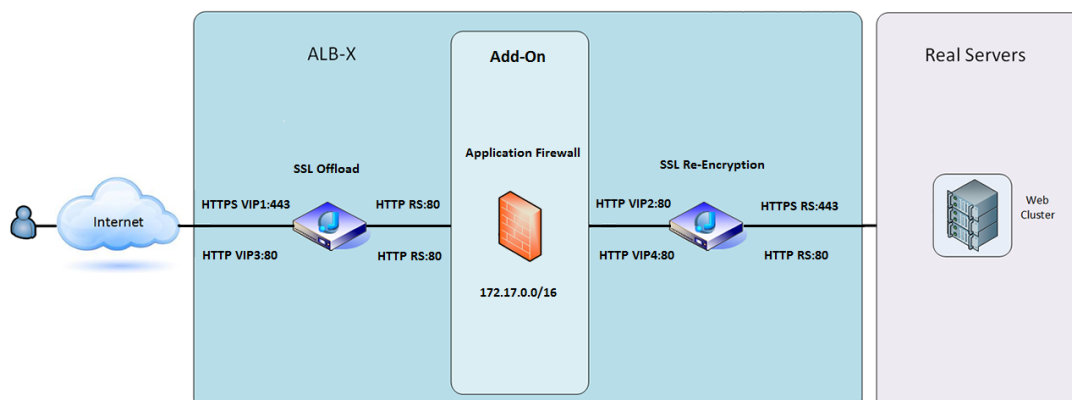 ALB-X
Add-On
Real Servers
Application Firewall
SSL Offload
SSL Re-Encryption
Internet
HTTPS VIP1:443
HTTP RS:80
HTTP VIP2:80
HTTPS RS:443
Web
Cluster
HTTP VIP3:80
HTTP RS:80
HTTP VIP4:80
HTTP RS:80
172.17.0.0/16